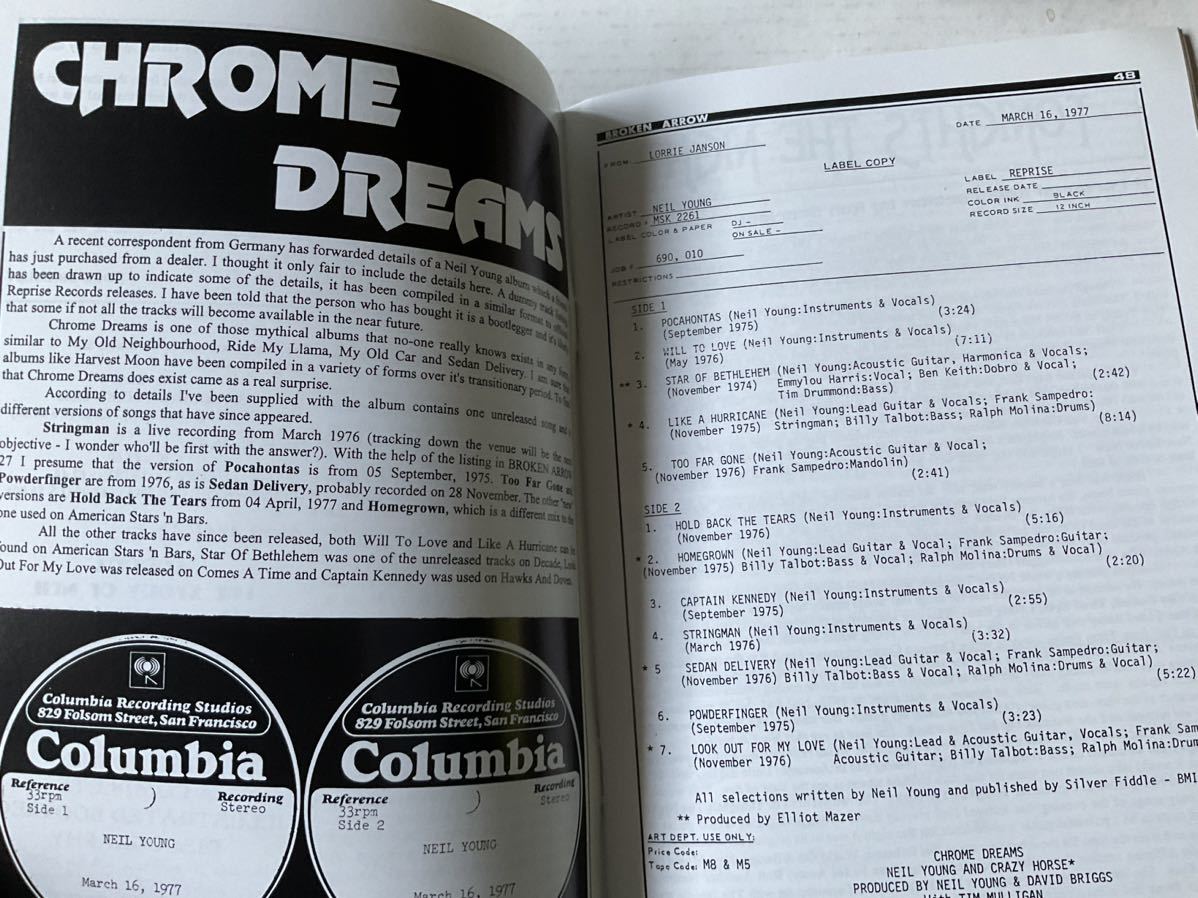 CHROME
DREAMS
A recent correspondent from Germany has forwarded details of a Neil Young album which a friend
has just purchased from a dealer. I thought it only fair to include the details here. A dummy track listing
has been drawn up to indicate some of the details, it has been compiled in a similar format to official
Reprise Records releases. I have been told that the person who has bought it is a bootlegger and it's likely
that some if not all the tracks will become available in the near future.
Chrome Dreams is one of those mythical albums that no-one really knows exists in any form,
similar to My Old Neighbourhood, Ride My Llama, My Old Car and Sedan Delivery. I am sure that
albums like Harvest Moon have been compiled in a variety of forms over it's transitionary period. To find
that Chrome Dreams does exist came as a real surprise.
According to details I've been supplied with the album contains one unreleased song and
different versions of songs that have since appeared.
Stringman is a live recording from March 1976 (tracking down the venue will be the next
objective - I wonder who'll be first with the answer?). With the help of the listing in BROKEN ARROW
27 I presume that the version of Pocahontas is from 05 September, 1975. Too Far Gone and
Powderfinger are from 1976, as is Sedan Delivery, probably recorded on 28 November. The other "new"
versions are Hold Back The Tears from 04 April, 1977 and Homegrown, which is a different mix to the
one used on American Stars 'n Bars.
All the other tracks have since been released, both Will To Love and Like A Hurricane can be
found on American Stars 'n Bars, Star Of Bethlehem was one of the unreleased tracks on Decade, Look
Out For My Love was released on Comes A Time and Captain Kennedy was used on Hawks And Doves.
Columbia Recording Studios
829 Folsom Street, San Francisco
Columbia
Reference Recording
33rpm Stereo
Side 1
NEIL YOUNG
March 16, 1977
Columbia Recording Studios
829 Folsom Street, San Francisco
Columbia
Reference Recording
33rpm Stereo
Side 2
NEIL YOUNG
March 16, 1977
48
BROKEN ARROW
DATE MARCH 16, 1977
FROM LORRIE JANSON
LABEL COPY
LABEL REPRISE
RELEASE DATE
COLOR INK BLACK
RECORD SIZE 12 INCH
ARTIST NEIL YOUNG
RECORD # MSK 2261
LABEL COLOR & PAPER DJ -
ON SALE -
JOB # 690, 010
RESTRICTIONS
SIDE 1
1. POCAHONTAS (Neil Young:Instruments & Vocals)
(September 1975) (3:24)
2. WILL TO LOVE (Neil Young:Instruments & Vocals)
(May 1976) (7:11)
** 3. STAR OF BETHLEHEM (Neil Young:Acoustic Guitar, Harmonica & Vocals;
(November 1974) Emmylou Harris:Vocal; Ben Keith:Dobro & Vocal;
Tim Drummond:Bass) (2:42)
* 4. LIKE A HURRICANE (Neil Young:Lead Guitar & Vocals; Frank Sampedro:
(November 1975) Stringman; Billy Talbot:Bass; Ralph Molina:Drums)
(8:14)
5. TOO FAR GONE (Neil Young:Acoustic Guitar & Vocal;
(November 1976) Frank Sampedro:Mandolin)
(2:41)
SIDE 2
1. HOLD BACK THE TEARS (Neil Young:Instruments & Vocals)
(November 1976) (5:16)
* 2. HOMEGROWN (Neil Young:Lead Guitar & Vocal; Frank Sampedro:Guitar;
(November 1976) Billy Talbot:Bass & Vocal; Ralph Molina:Drums & Vocal)
(2:20)
3. CAPTAIN KENNEDY (Neil Young:Instruments & Vocals)
(September 1975) (2:55)
4. STRINGMAN (Neil Young:Instruments & Vocals)
(March 1976) (3:32)
* 5 SEDAN DELIVERY (Neil Young:Lead Guitar & Vocal; Frank Sampedro:Guitar;
(November 1976) Billy Talbot:Bass & Vocal; Ralph Molina:Drums & Vocal)
(5:22)
6. POWDERFINGER (Neil Young:Instruments & Vocals)
(September 1975) (3:23)
* 7. LOOK OUT FOR MY LOVE (Neil Young:Lead & Acoustic Guitar, Vocals; Frank Sam
(November 1976) Acoustic Guitar; Billy Talbot:Bass; Ralph Molina:Drum
All selections written by Neil Young and published by Silver Fiddle - BMI
** Produced by Elliot Mazer
ART DEPT. USE ONLY:
Price Code:
Tape Code: M8 & M5
CHROME DREAMS
NEIL YOUNG AND CRAZY HORSE*
PRODUCED BY NEIL YOUNG & DAVID BRIGGS
With TIM MULLIGAN